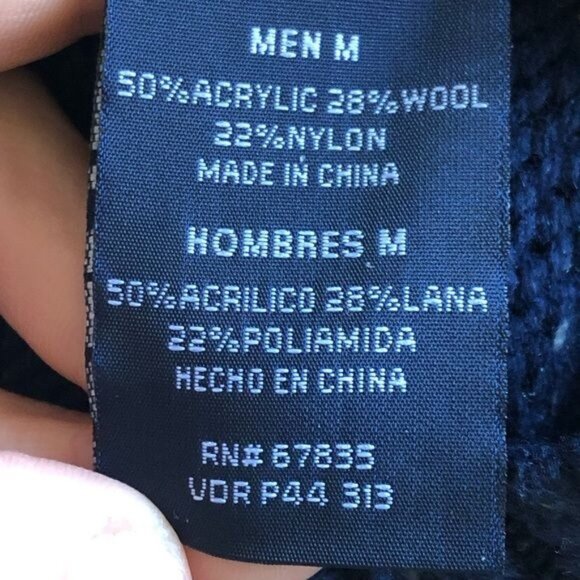 MEN M
50%ACRYLIC 28%WOOL
22%NYLON
MADE IN CHINA
HOMBRES M
50%ACRILICO 28%LANA
22%POLIAMIDA
HECHO EN CHINA
RN# 67835
VDR P44 313